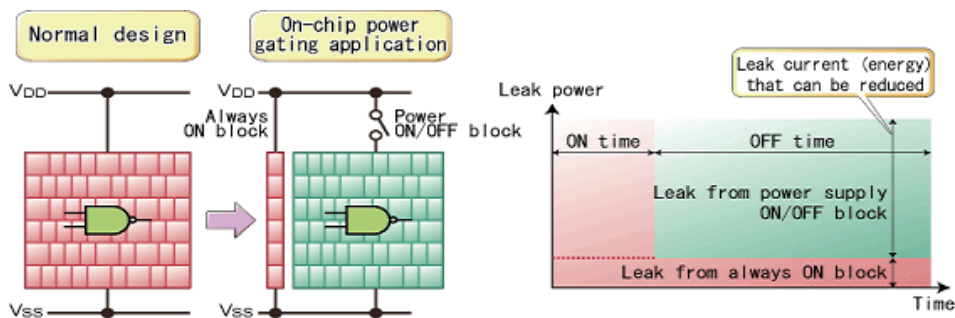 Normal design
On-chip power
gating application
VDD
VDD
Always
ON block
Power
ON/OFF block
VSS
VSS
Leak current (energy)
that can be reduced
Leak power
ON time
OFF time
Leak from power supply
ON/OFF block
Leak from always ON block
Time